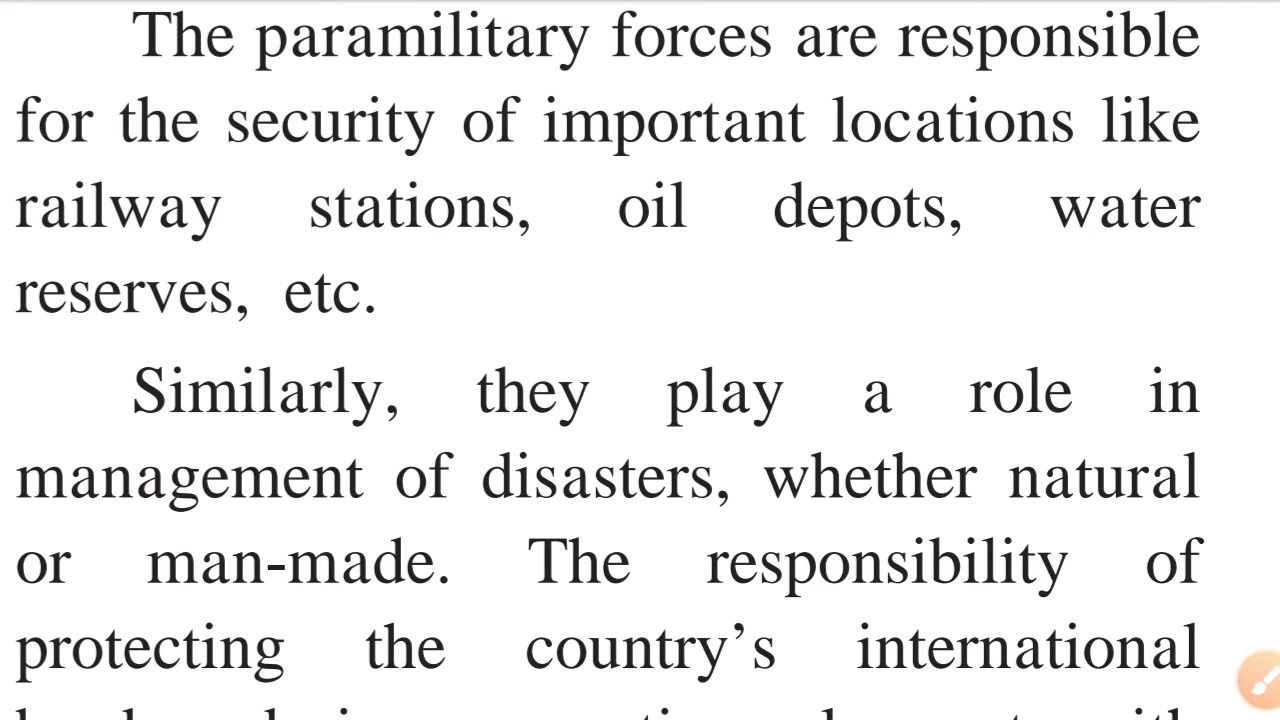 The paramilitary forces are responsible
for the security of important locations like
railway stations, oil depots, water
reserves, etc.
Similarly, they play a role in
management of disasters, whether natural
or man-made. The responsibility of
protecting the country’s international